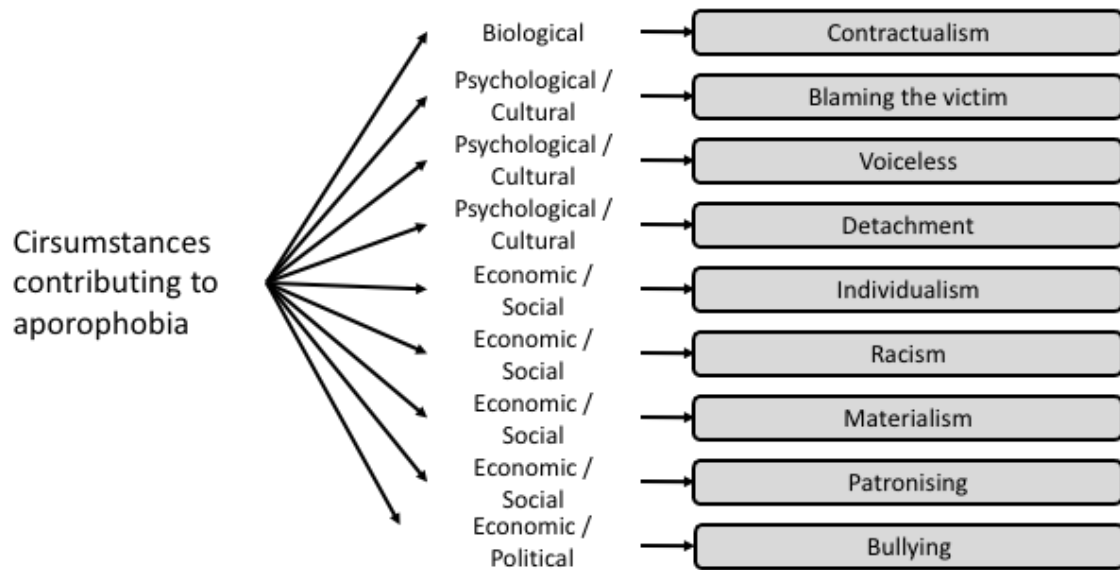 Biological
Contractualism
Psychological /
Cultural
Blaming the victim
Psychological /
Cultural
Voiceless
Psychological /
Cultural
Detachment
Cirsumstances
contributing to
aporophobia
Economic /
Social
Individualism
Economic /
Social
Racism
Economic /
Social
Materialism
Economic /
Social
Patronising
Economic /
Political
Bullying